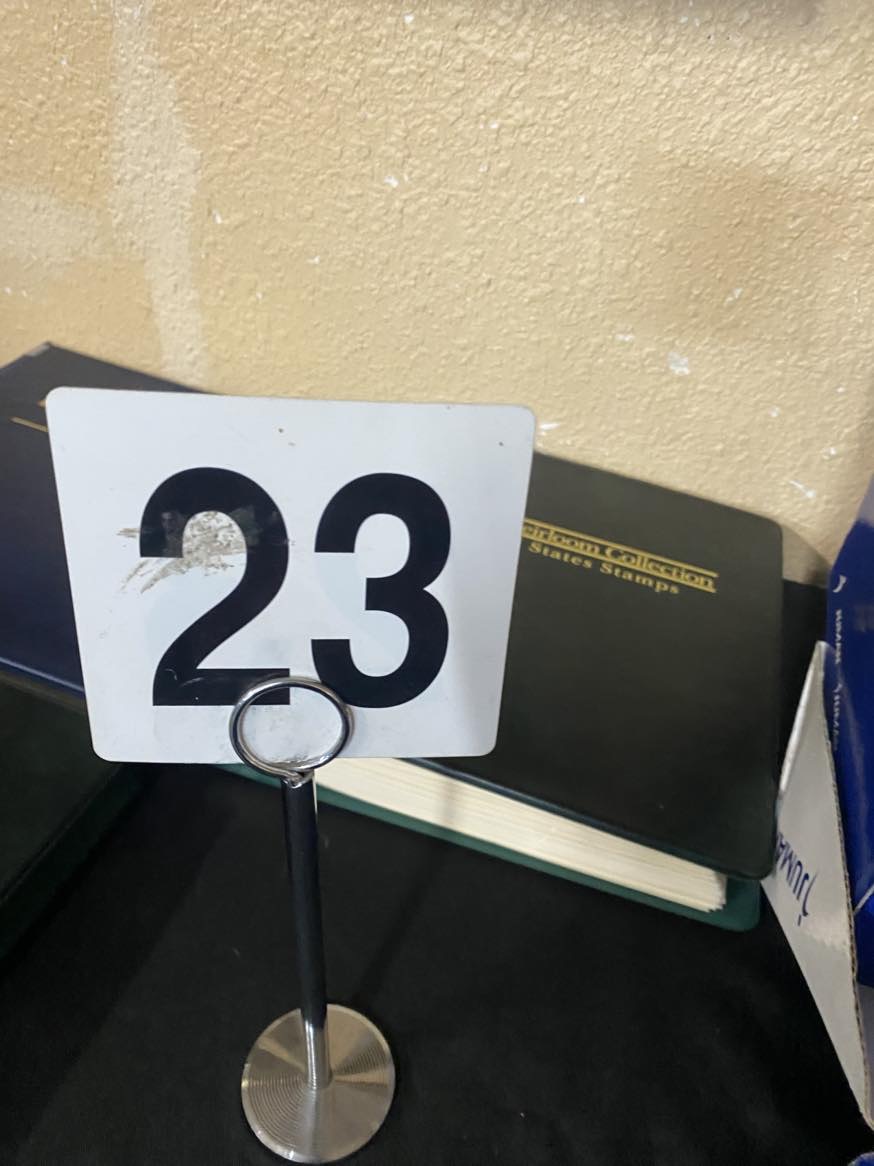 23
eirloom Collection
States Stamps